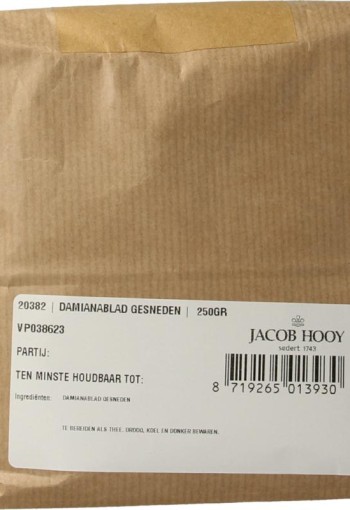 20382 | DAMIANABLAD GESNEDEN | 250GR
VP038623
PARTIJ:
TEN MINSTE HOUDBAAR TOT:
Ingrediënten: DAMIANABLAD GESNEDEN
TE BEREIDEN ALS THEE. DROOG, KOEL EN DONKER BEWAREN.
JACOB HOOY
sedert 1743
8 719265 013930